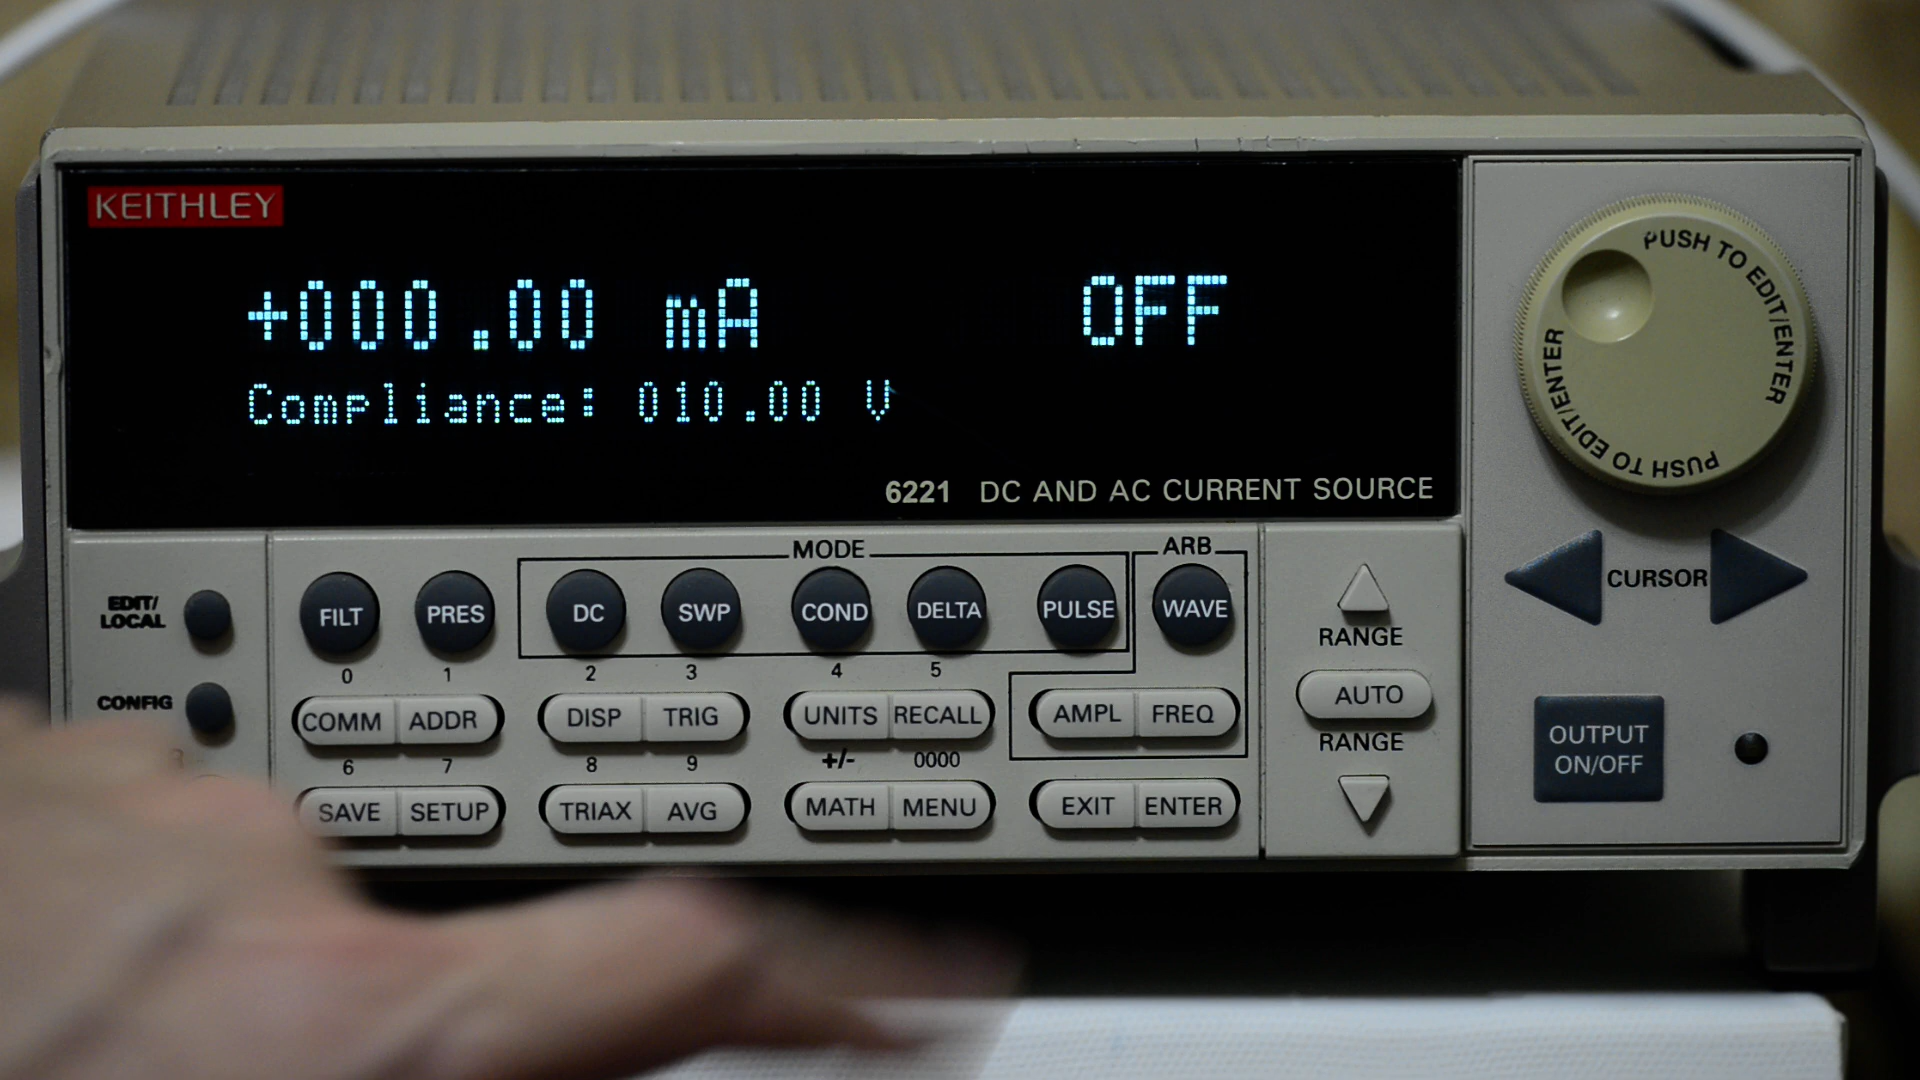 KEITHLEY
+000.00 mA OFF
Compliance: 010.00 V
6221 DC AND AC CURRENT SOURCE
PUSH TO EDIT/ENTER
PUSH TO EDIT/ENTER
MODE ARB
EDIT/
LOCAL
FILT PRES DC SWP COND DELTA PULSE WAVE
CURSOR
RANGE
0 1 2 3 4 5
CONFIG
COMM ADDR DISP TRIG UNITS RECALL AMPL FREQ
AUTO
OUTPUT
ON/OFF
RANGE
6 7 8 9 +/- 0000
SAVE SETUP TRIAX AVG MATH MENU EXIT ENTER